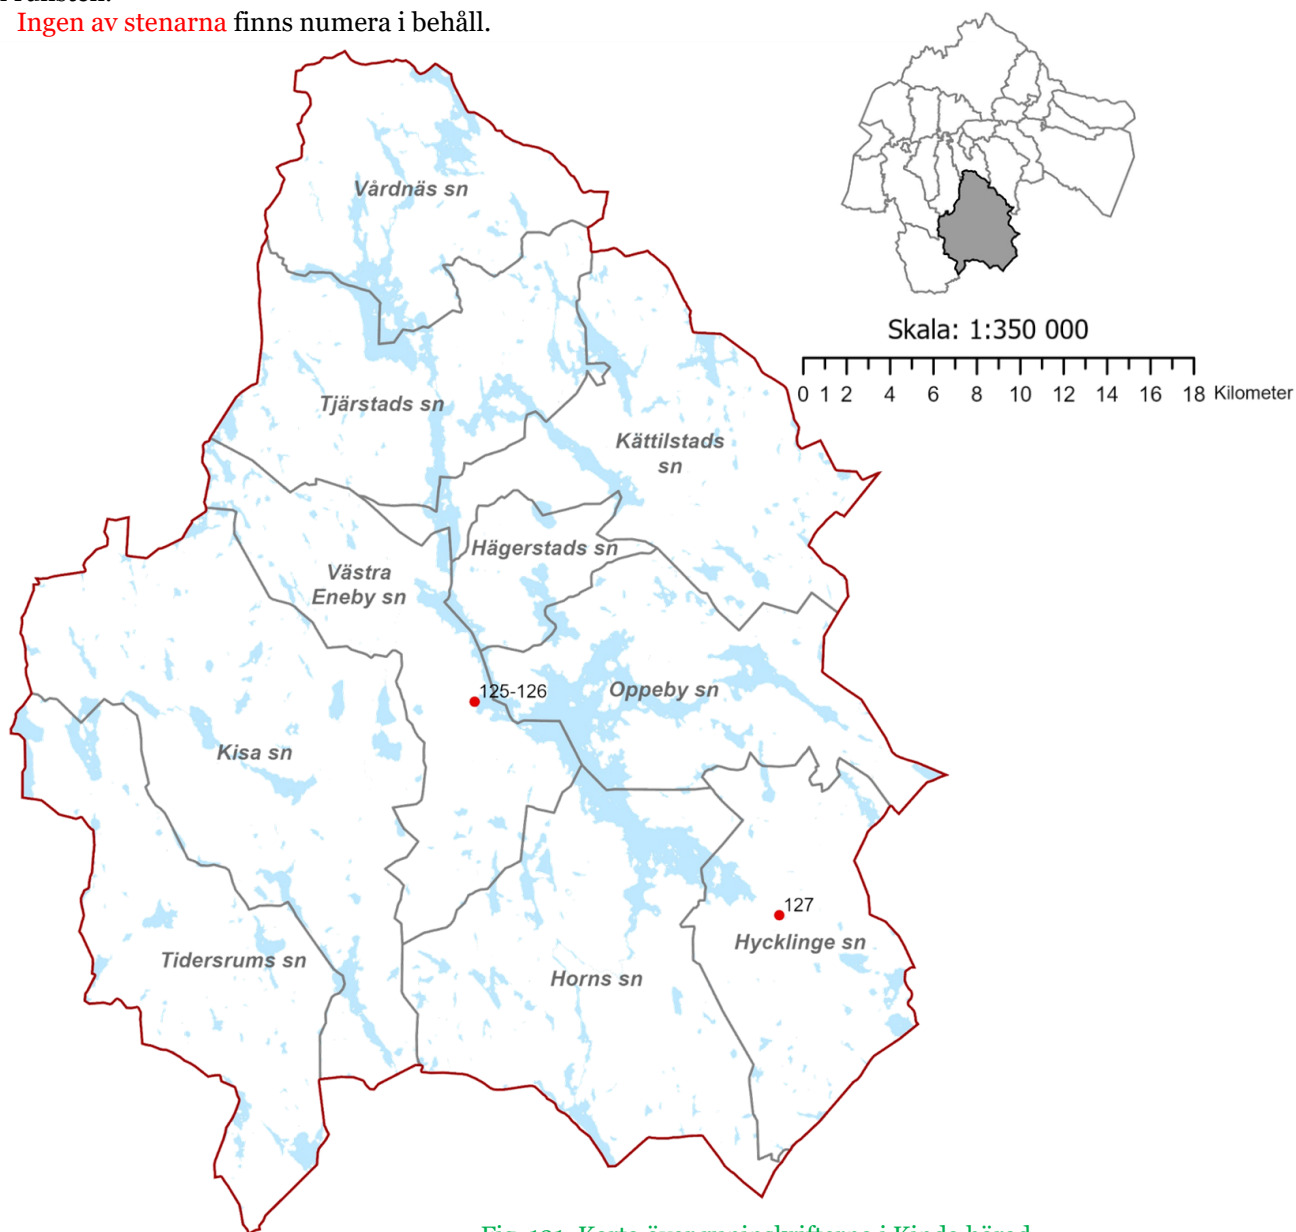 Ingen av stenarna finns numera i behåll.
Skala: 1:350 000
0 1 2 4 6 8 10 12 14 16 18 Kilometer
Vårdnäs sn
Tjärstads sn
Kättilstads
sn
Hägerstads sn
Västra
Eneby sn
125-126
Oppeby sn
Kisa sn
127
Hycklinge sn
Tidersrums sn
Horns sn